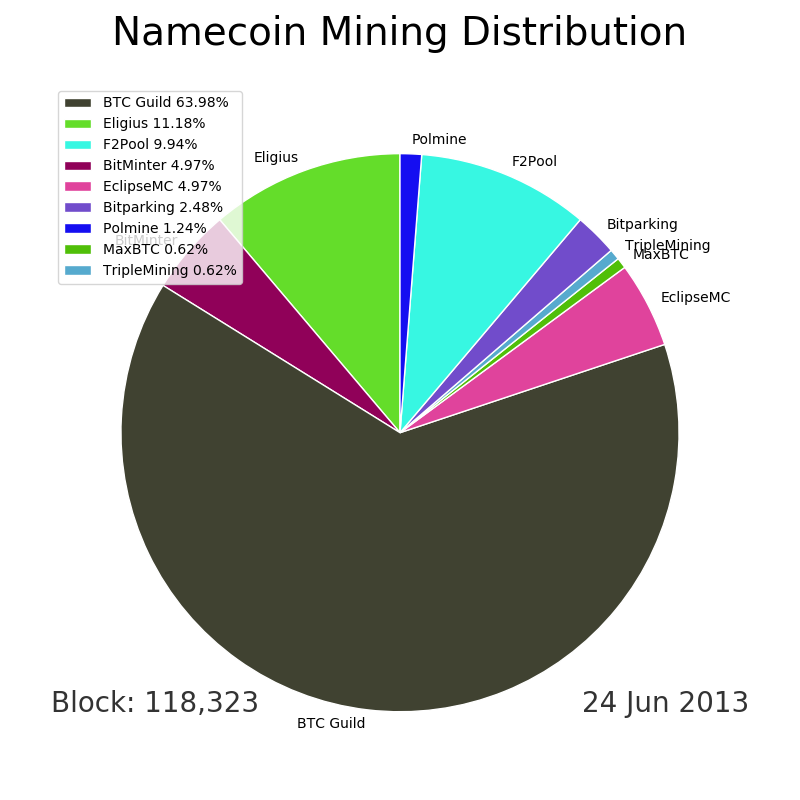 Namecoin Mining Distribution
BTC Guild 63.98%
Eligius 11.18%
F2Pool 9.94%
BitMinter 4.97%
EclipseMC 4.97%
Bitparking 2.48%
Polmine 1.24%
MaxBTC 0.62%
TripleMining 0.62%
Polmine
Eligius
F2Pool
Bitparking
BitMinter
TripleMining
MaxBTC
EclipseMC
Block: 118,323
24 Jun 2013
BTC Guild